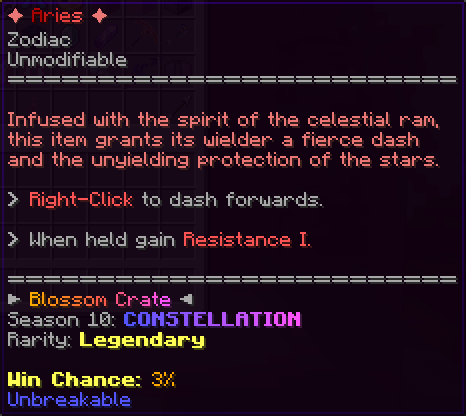 ✦ Aries ✦
Zodiac
Unmodifiable
==============================
Infused with the spirit of the celestial ram,
this item grants its wielder a fierce dash
and the unyielding protection of the stars.
> Right-Click to dash forwards.
> When held gain Resistance I.
==============================
► Blossom Crate ◄
Season 10: CONSTELLATION
Rarity: Legendary
Win Chance: 3%
Unbreakable